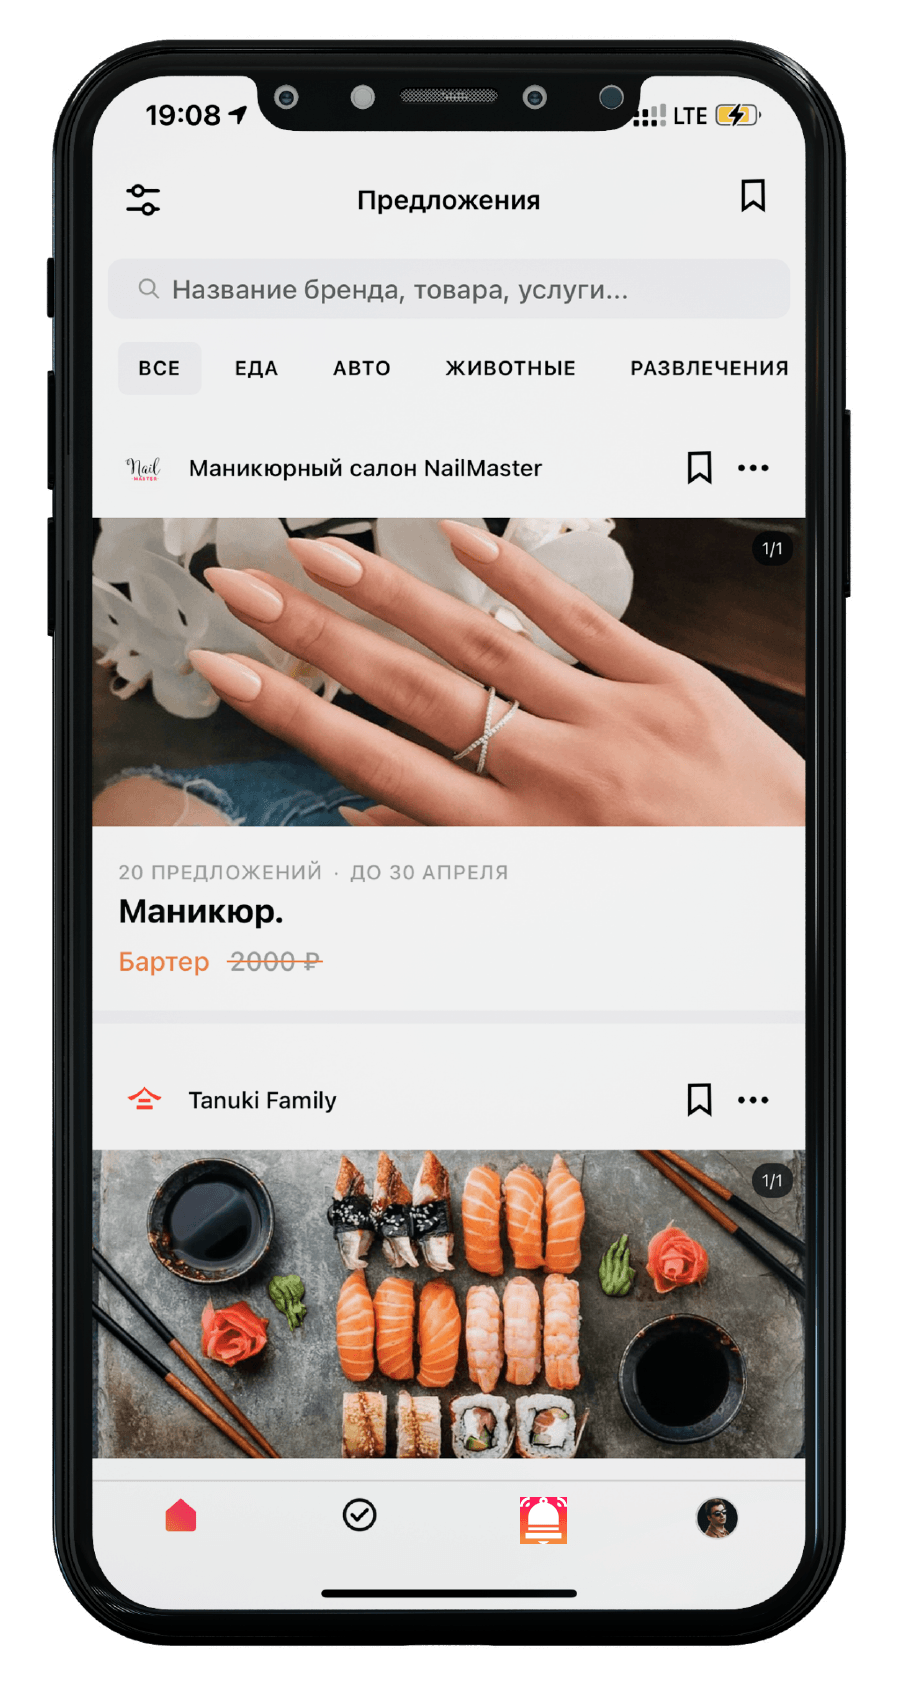 19:08 LTE
Предложения
Название бренда, товара, услуги...
ВСЕ ЕДА АВТО ЖИВОТНЫЕ РАЗВЛЕЧЕНИЯ
Nail
MASTER
Маникюрный салон NailMaster
1/1
20 ПРЕДЛОЖЕНИЙ · ДО 30 АПРЕЛЯ
Маникюр.
Бартер 2000 ₽
Tanuki Family
1/1